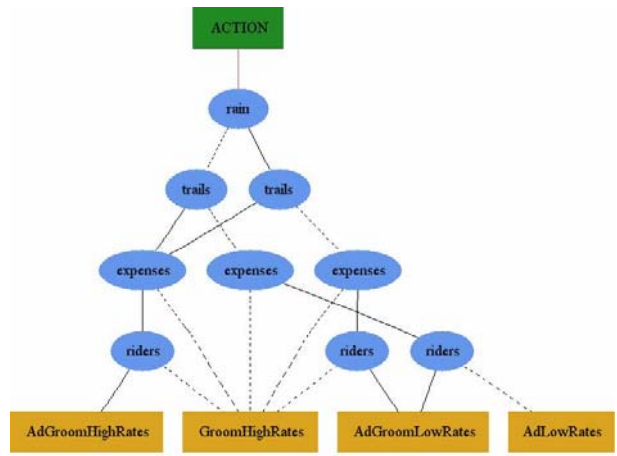 ACTION
rain
trails trails
expenses expenses expenses
riders riders riders
AdGroomHighRates GroomHighRates AdGroomLowRates AdLowRates